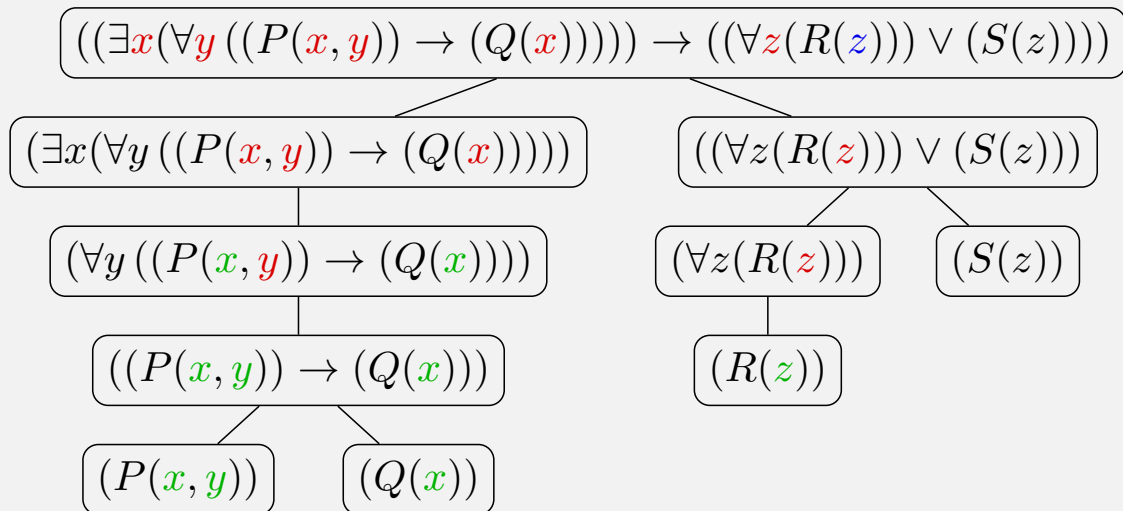 ((∃x(∀y ((P(x, y)) → (Q(x))))) → ((∀z(R(z))) ∨ (S(z))))
(∃x(∀y ((P(x, y)) → (Q(x))))) ((∀z(R(z))) ∨ (S(z)))
(∀y ((P(x, y)) → (Q(x)))) (∀z(R(z))) (S(z))
((P(x, y)) → (Q(x))) (R(z))
(P(x, y)) (Q(x))